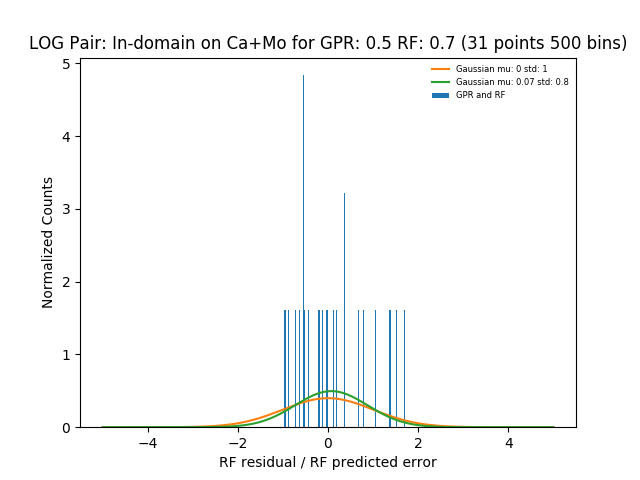 LOG Pair: In-domain on Ca+Mo for GPR: 0.5 RF: 0.7 (31 points 500 bins)
Gaussian mu: 0 std: 1
Gaussian mu: 0.07 std: 0.8
GPR and RF
Normalized Counts
5
4
3
2
1
0
−4 −2 0 2 4
RF residual / RF predicted error